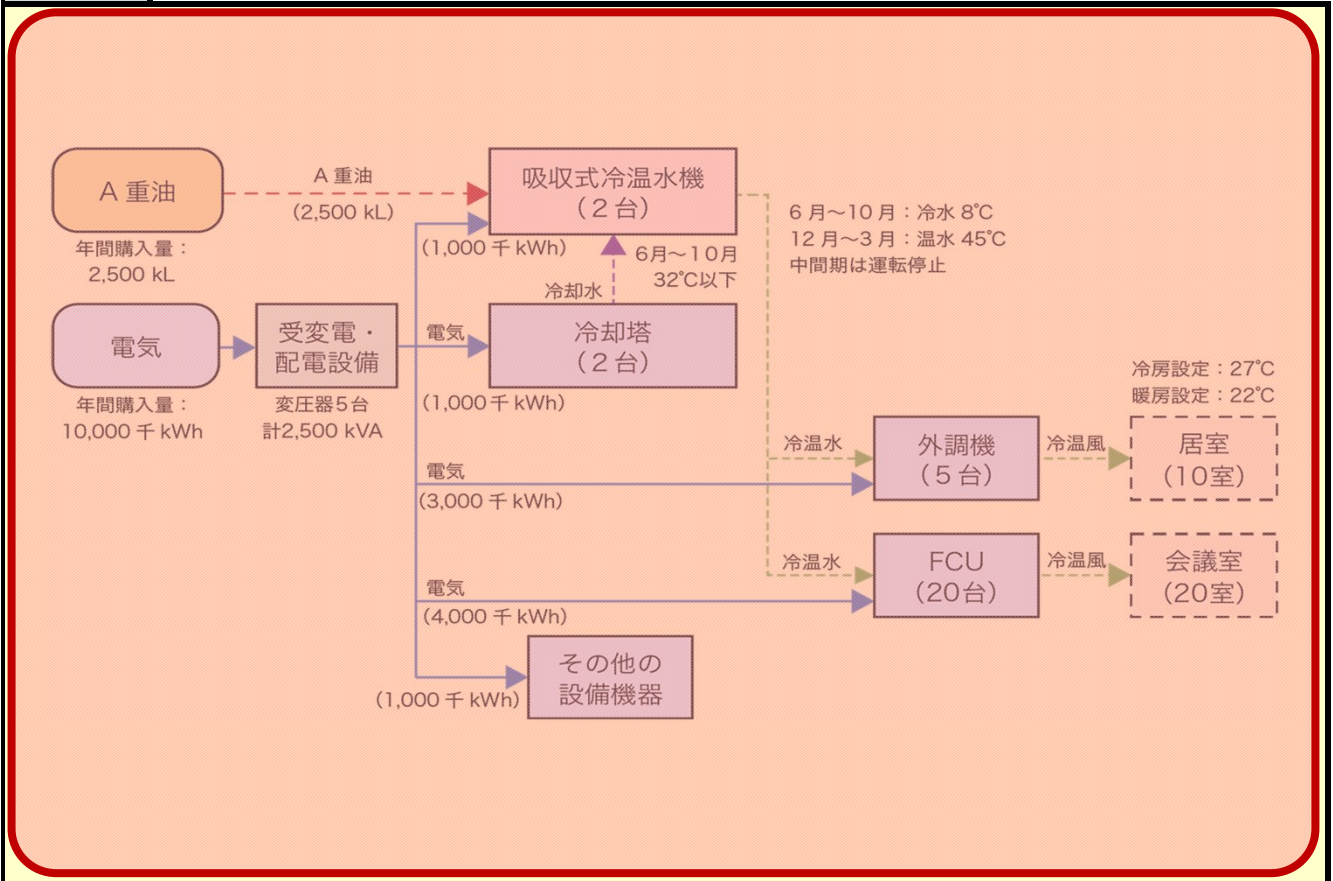 A 重油
年間購入量：
2,500 kL
A 重油
(2,500 kL)
吸収式冷温水機
（2 台）
(1,000 千 kWh)
6月～10月
32℃以下
冷却水
6 月～10 月：冷水 8℃
12 月～3 月：温水 45℃
中間期は運転停止
電気
年間購入量：
10,000 千 kWh
受変電・
配電設備
変圧器5台
計2,500 kVA
電気
冷却塔
（2 台）
(1,000 千 kWh)
電気
(3,000 千 kWh)
冷温水
外調機
（5 台）
冷温風
冷房設定：27℃
暖房設定：22℃
居室
(10室)
電気
(4,000 千 kWh)
冷温水
FCU
(20台)
冷温風
会議室
(20室)
その他の
設備機器
(1,000 千 kWh)